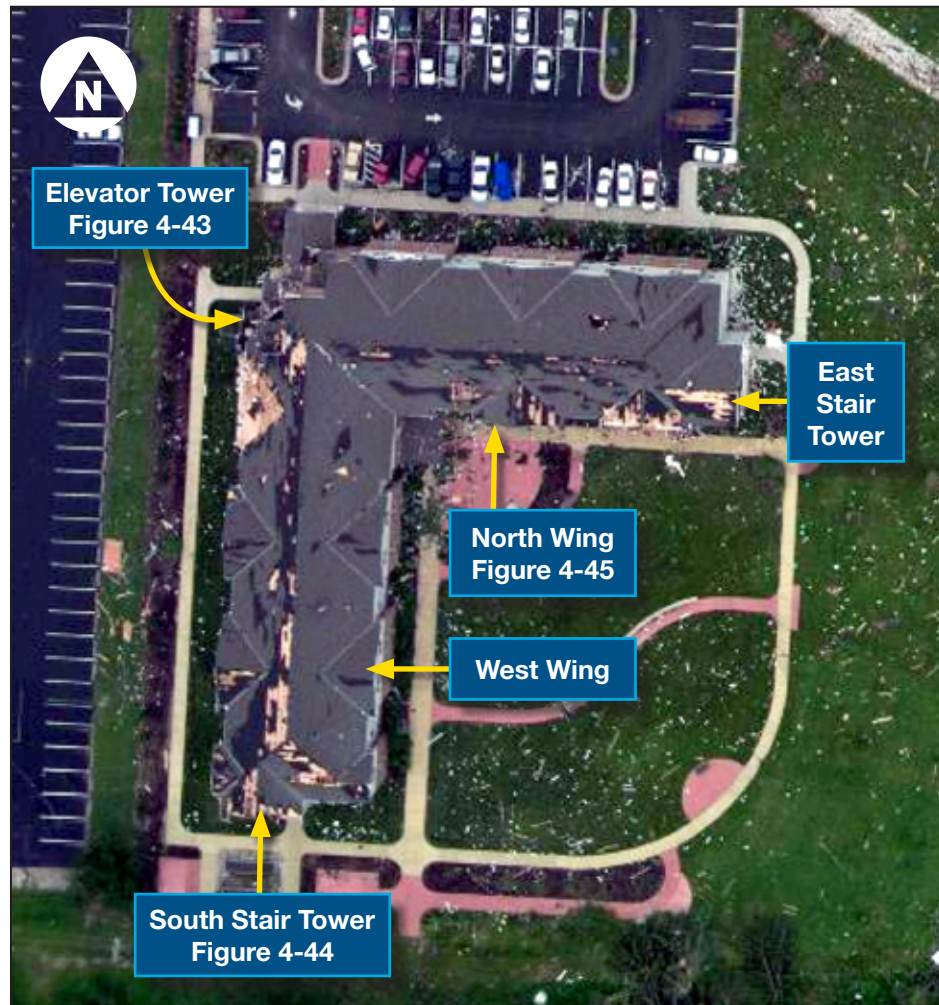 N
Elevator Tower
Figure 4-43
East
Stair
Tower
North Wing
Figure 4-45
West Wing
South Stair Tower
Figure 4-44